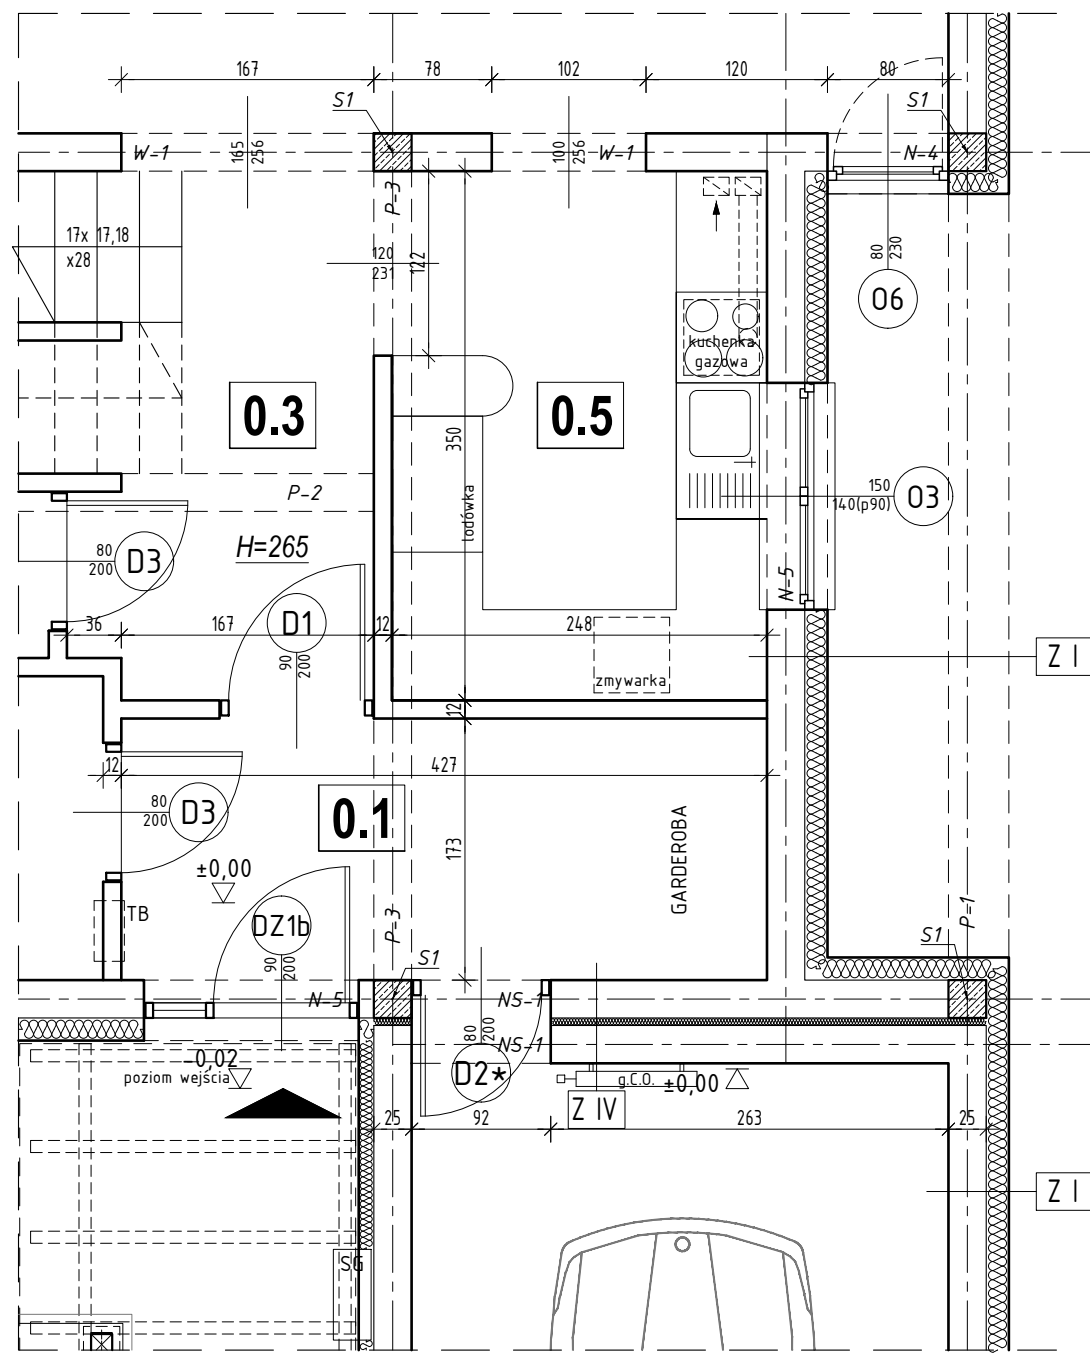 167
78
102
120
80
S1
S1
W-1
165
256
100
256
W-1
N-4
P-3
17x 17,18
x28
120
231
122
80
230
O6
kuchenka
gazowa
0.3
0.5
350
lodówka
P-2
150
140(p90)
O3
H=265
80
200
D3
N-5
36
167
D1
12
248
90
200
zmywarka
Z I
12
12
427
80
200
D3
0.1
173
GARDEROBA
±0,00
TB
DZ1b
90
200
P-3
S1
S1
P-1
N-5
NS-1
80
200
NS-1
-0,02
poziom wejścia
D2*
g.C.O.
±0,00
Z IV
25
92
263
25
Z I
SG